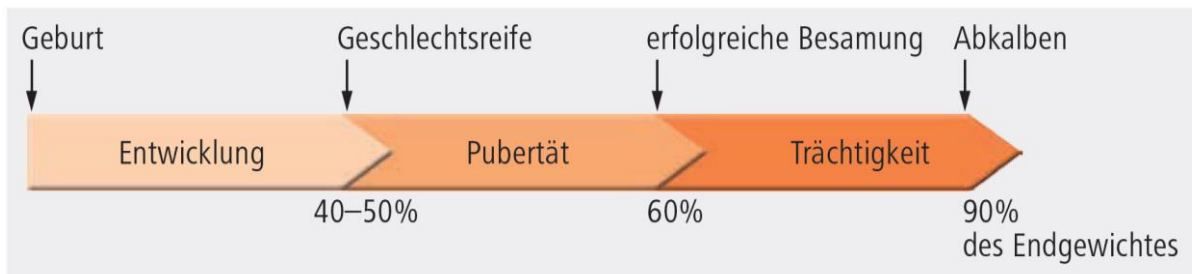 Geburt
Geschlechtsreife
erfolgreiche Besamung
Abkalben
Entwicklung
Pubertät
Trächtigkeit
40–50%
60%
90%
des Endgewichtes